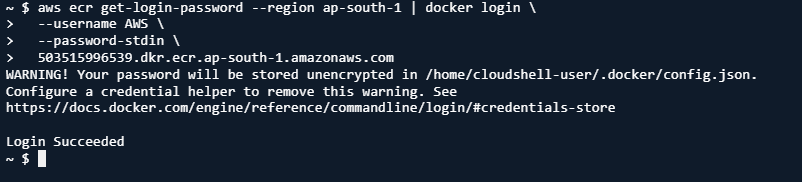 ~ $ aws ecr get-login-password --region ap-south-1 | docker login \
>   --username AWS \
>   --password-stdin \
>   503515996539.dkr.ecr.ap-south-1.amazonaws.com
WARNING! Your password will be stored unencrypted in /home/cloudshell-user/.docker/config.json.
Configure a credential helper to remove this warning. See
https://docs.docker.com/engine/reference/commandline/login/#credentials-store
Login Succeeded
~ $